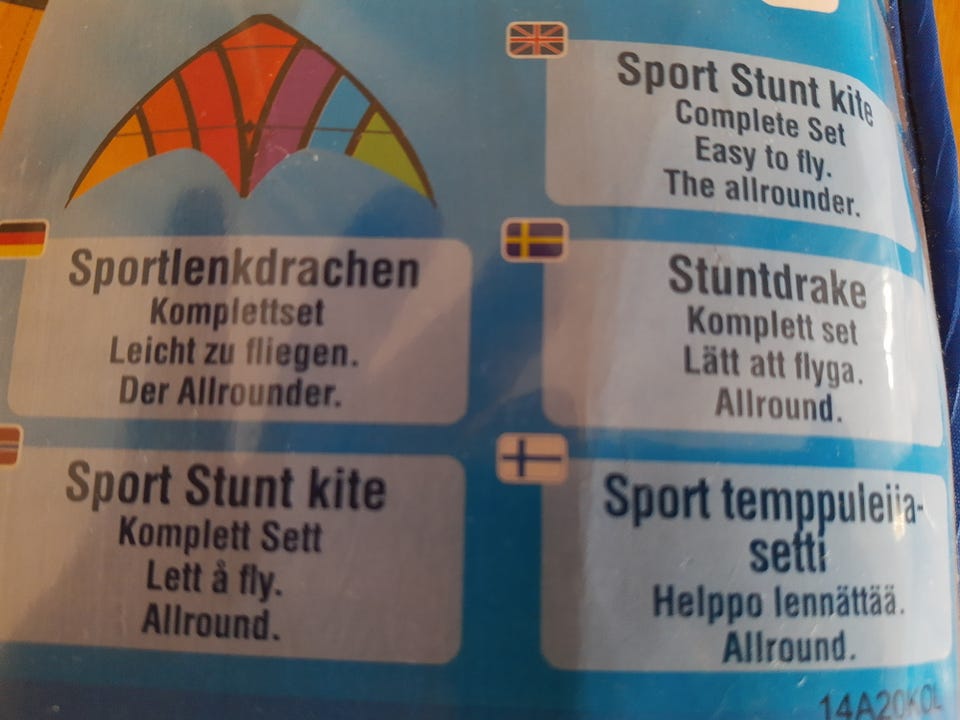 Sport Stunt kite
Complete Set
Easy to fly.
The allrounder.
Sportlenkdrachen
Komplettset
Leicht zu fliegen.
Der Allrounder.
Stuntdrake
Komplett set
Lätt att flyga.
Allround.
Sport Stunt kite
Komplett Sett
Lett å fly.
Allround.
Sport temppuleija-
setti
Helppo lennättää.
Allround.
14A20KOL